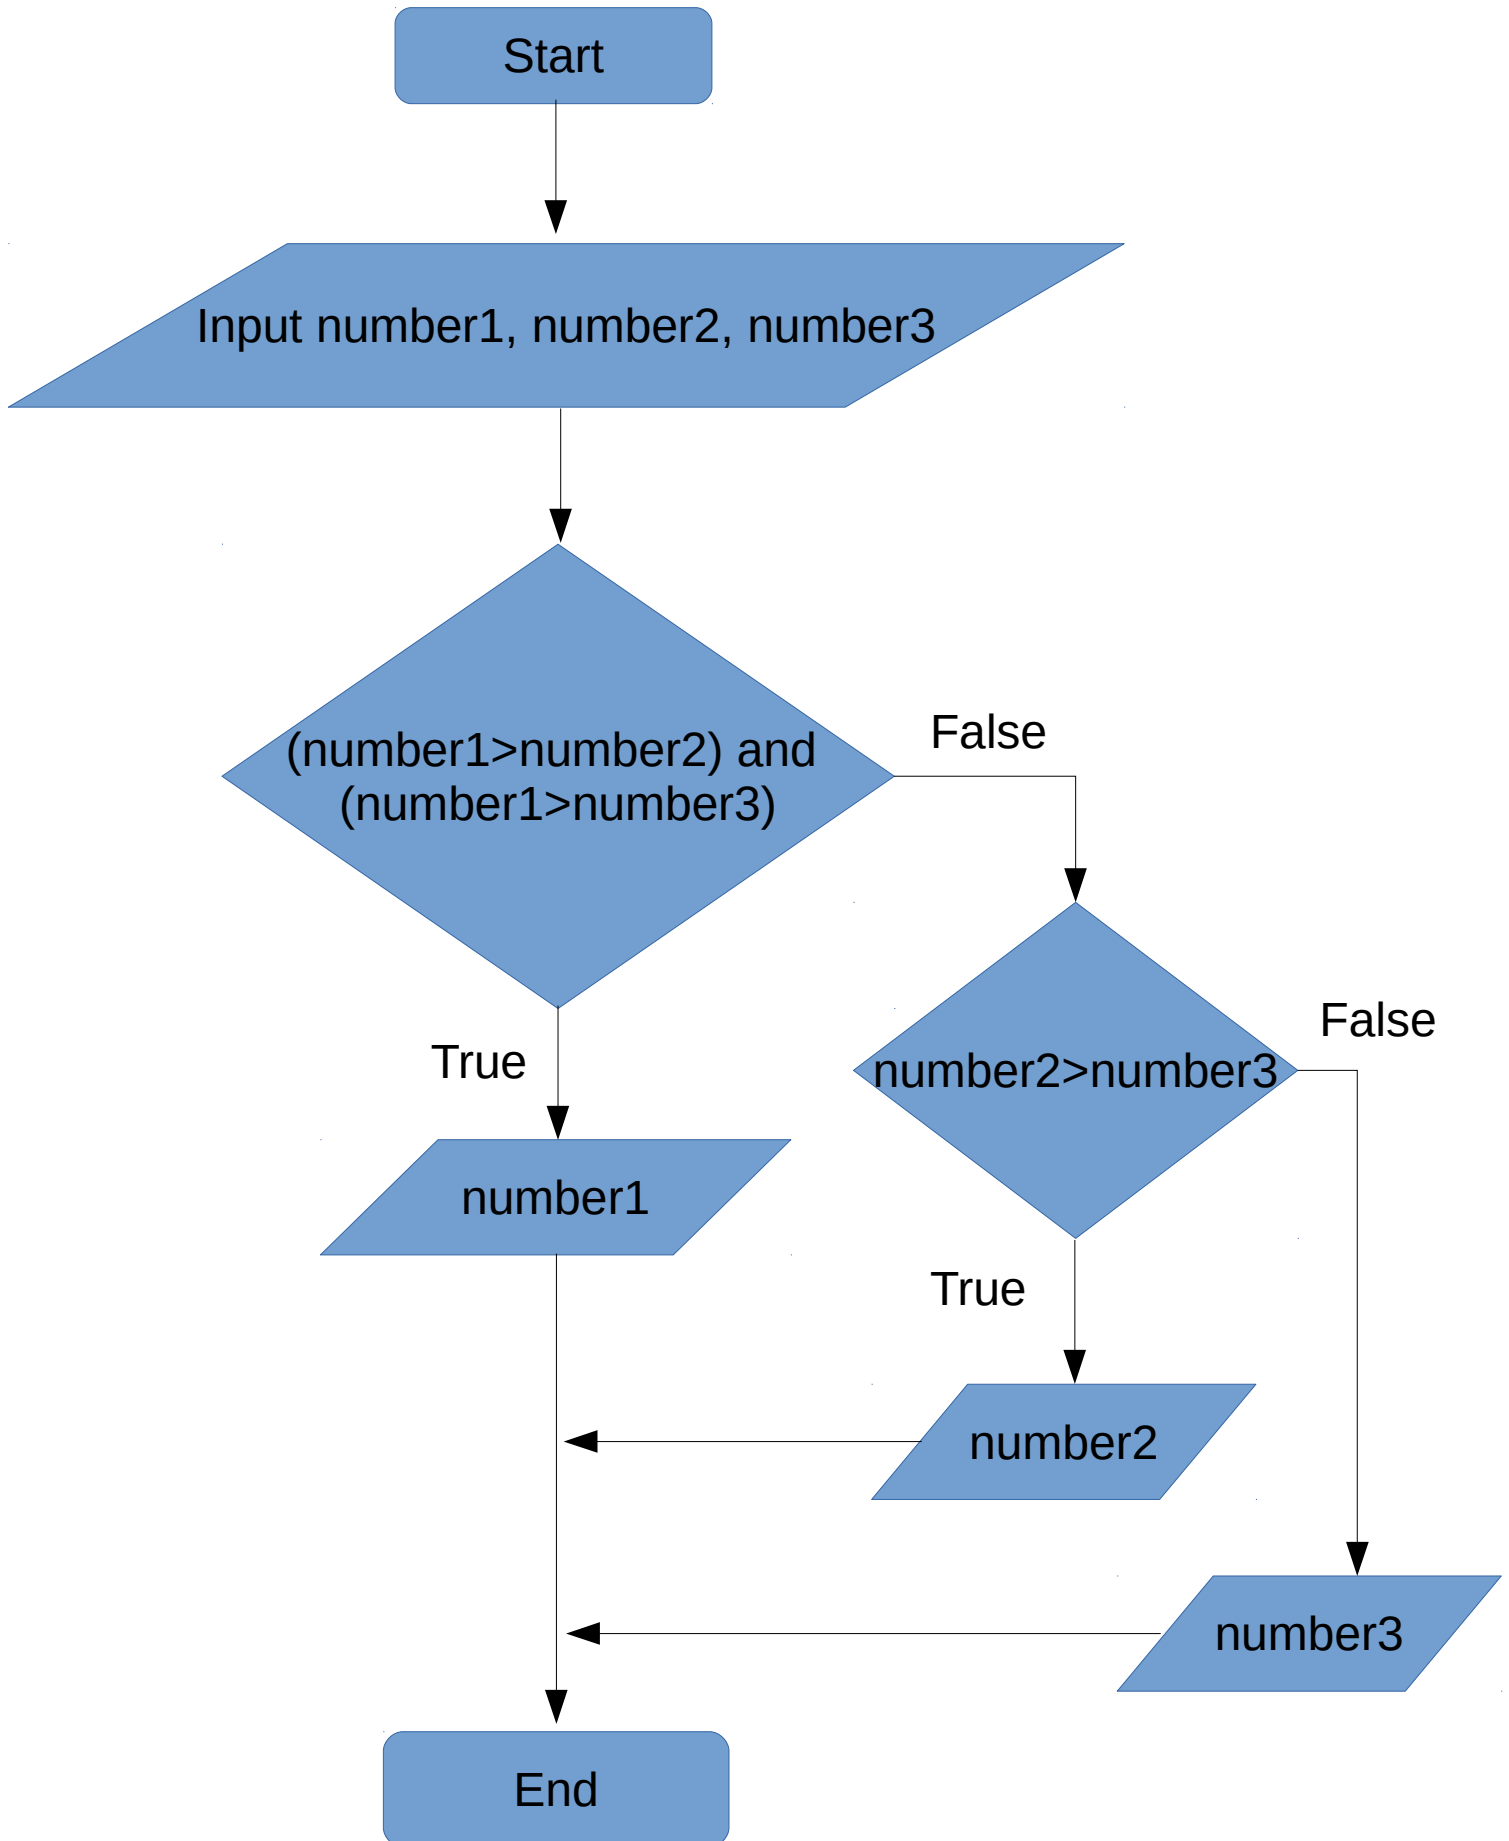 Start
Input number1, number2, number3
(number1>number2) and
(number1>number3)
False
True
number2>number3
False
number1
True
number2
number3
End